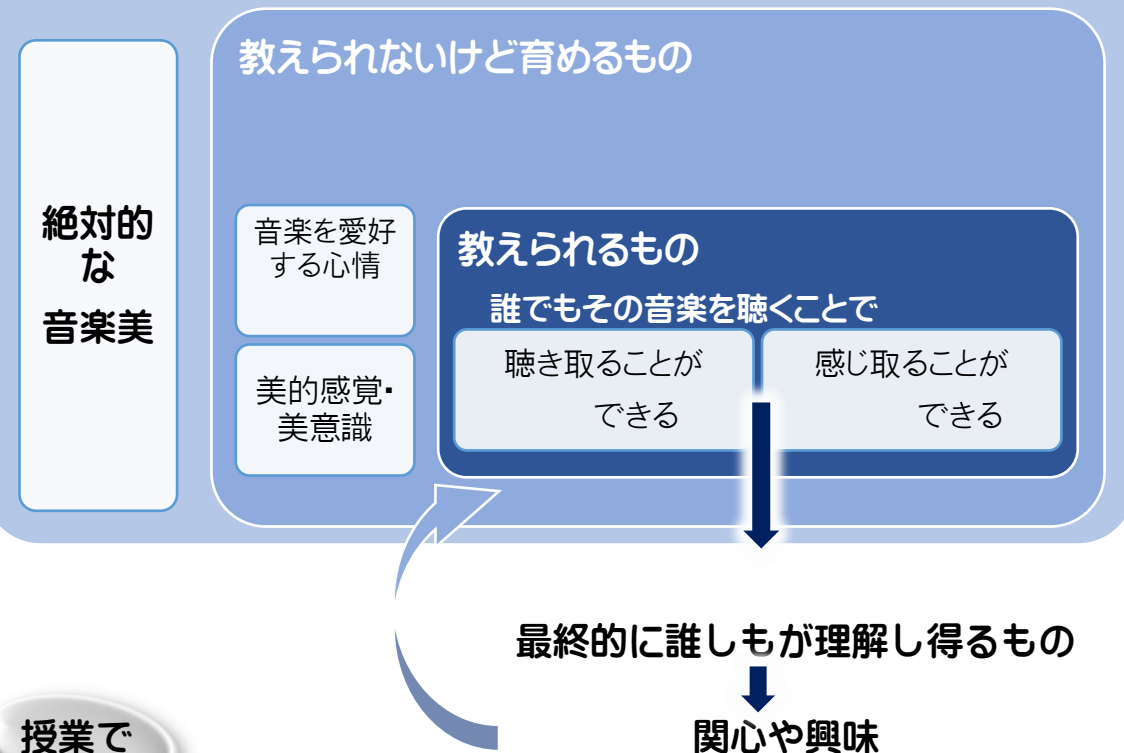 教えられないけど育めるもの
絶対的
な
音楽美
音楽を愛好
する心情
美的感覚・
美意識
教えられるもの
誰でもその音楽を聴くことで
聴き取ることが
できる
感じ取ることが
できる
最終的に誰しもが理解し得るもの
関心や興味
授業で